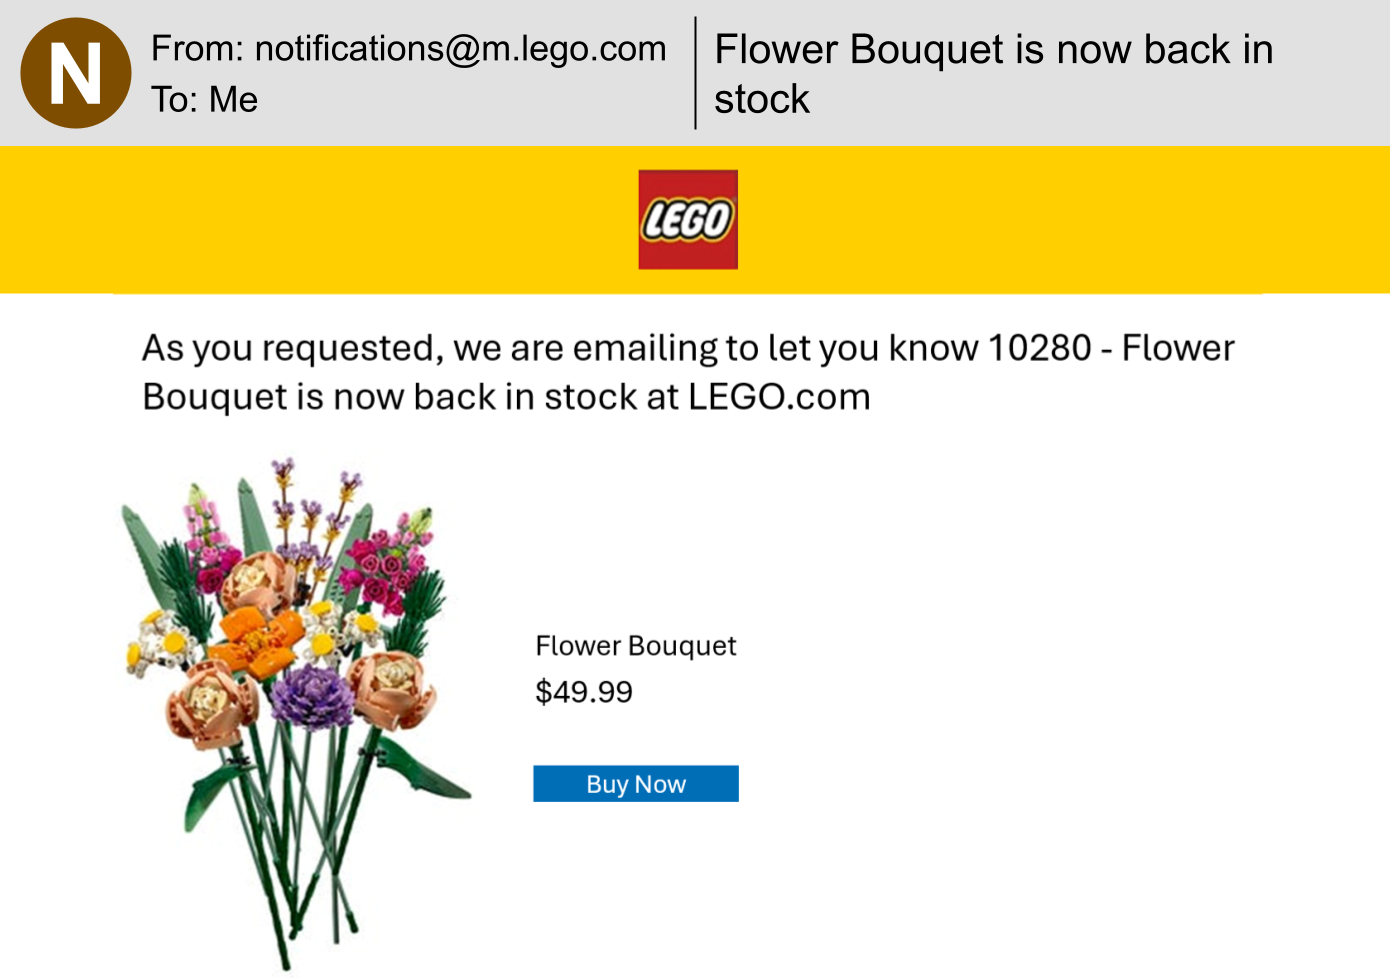 N
From: notifications@m.lego.com
To: Me
Flower Bouquet is now back in
stock
LEGO
As you requested, we are emailing to let you know 10280 - Flower
Bouquet is now back in stock at LEGO.com
Flower Bouquet
$49.99
Buy Now